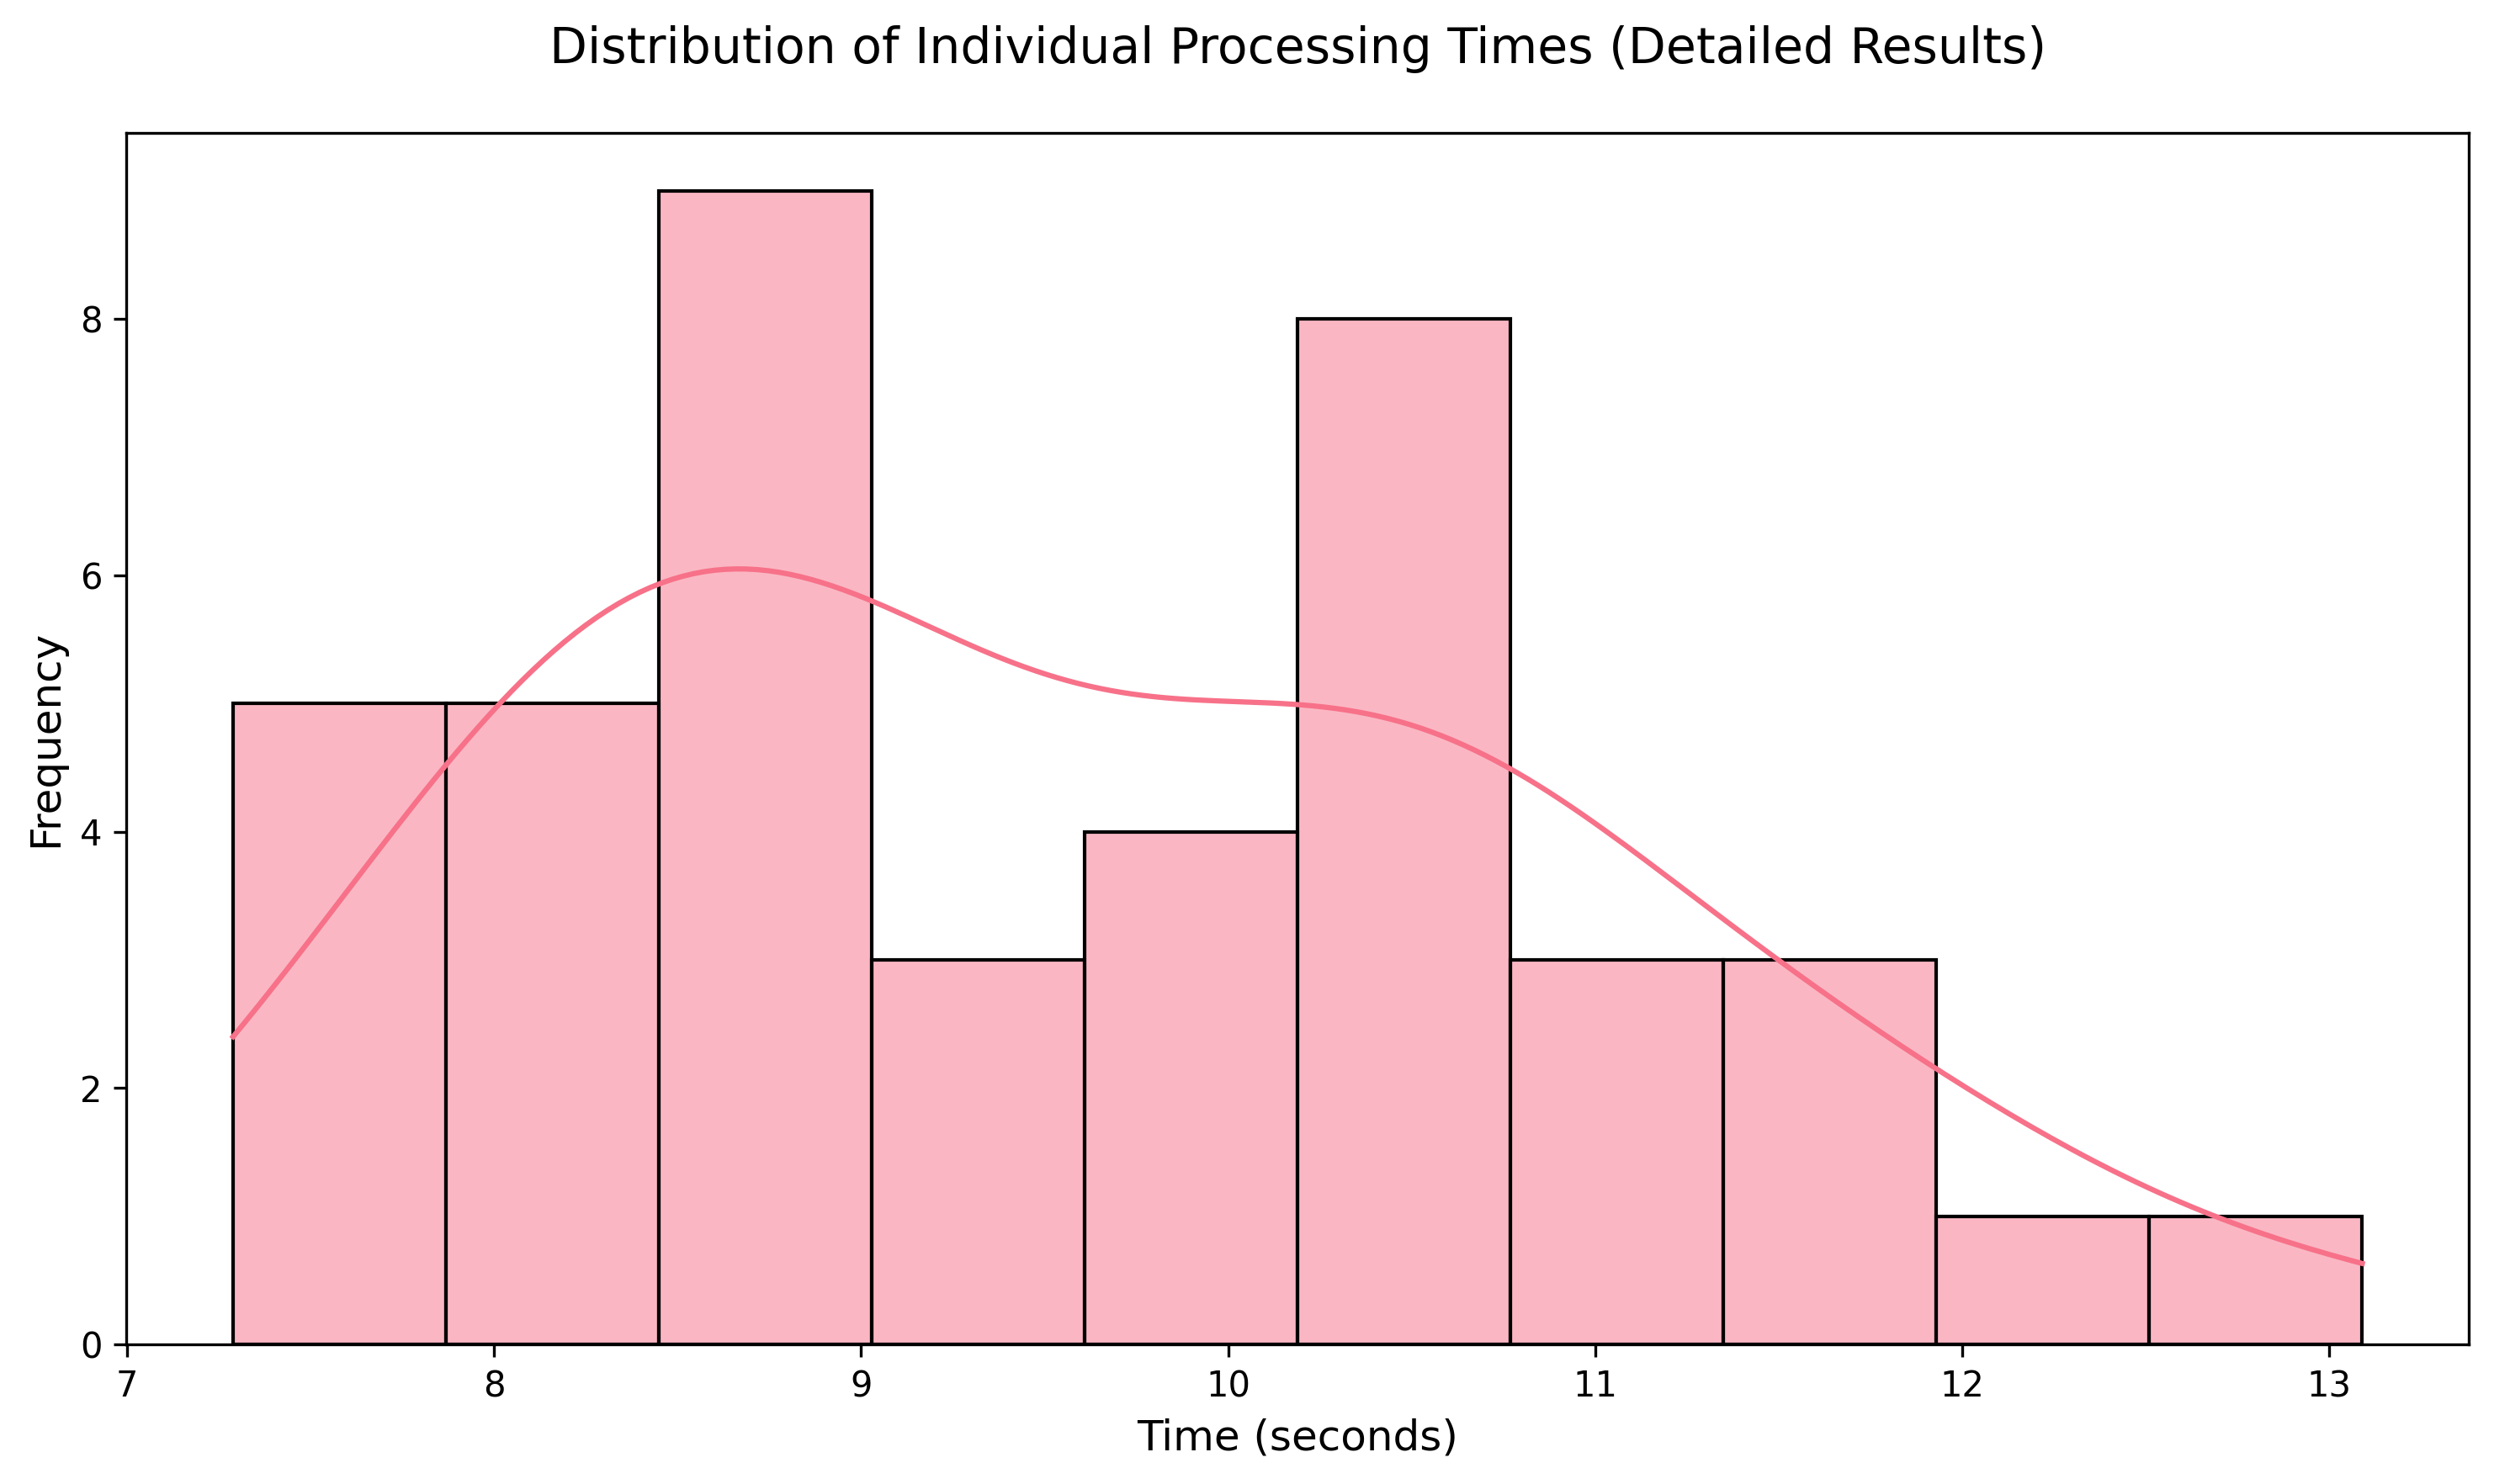 Distribution of Individual Processing Times (Detailed Results)
Frequency
8
6
4
2
0
7 8 9 10 11 12 13
Time (seconds)